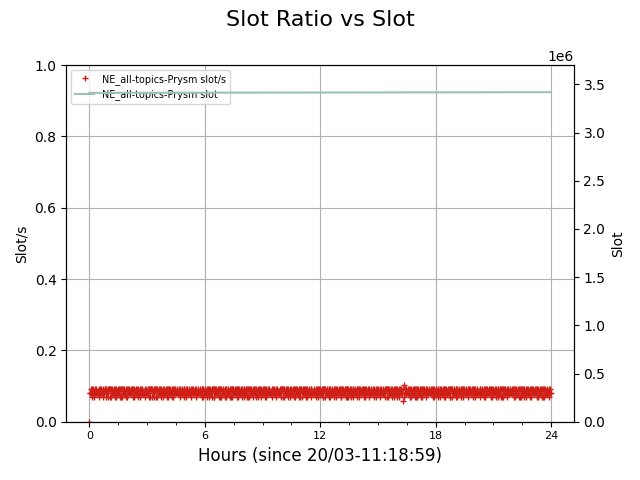 Slot Ratio vs Slot
1e6
NE_all-topics-Prysm slot/s
NE_all-topics-Prysm slot
1.0
0.8
0.6
0.4
0.2
0.0
Slot/s
3.5
3.0
2.5
2.0
1.5
1.0
0.5
0.0
Slot
0 6 12 18 24
Hours (since 20/03-11:18:59)